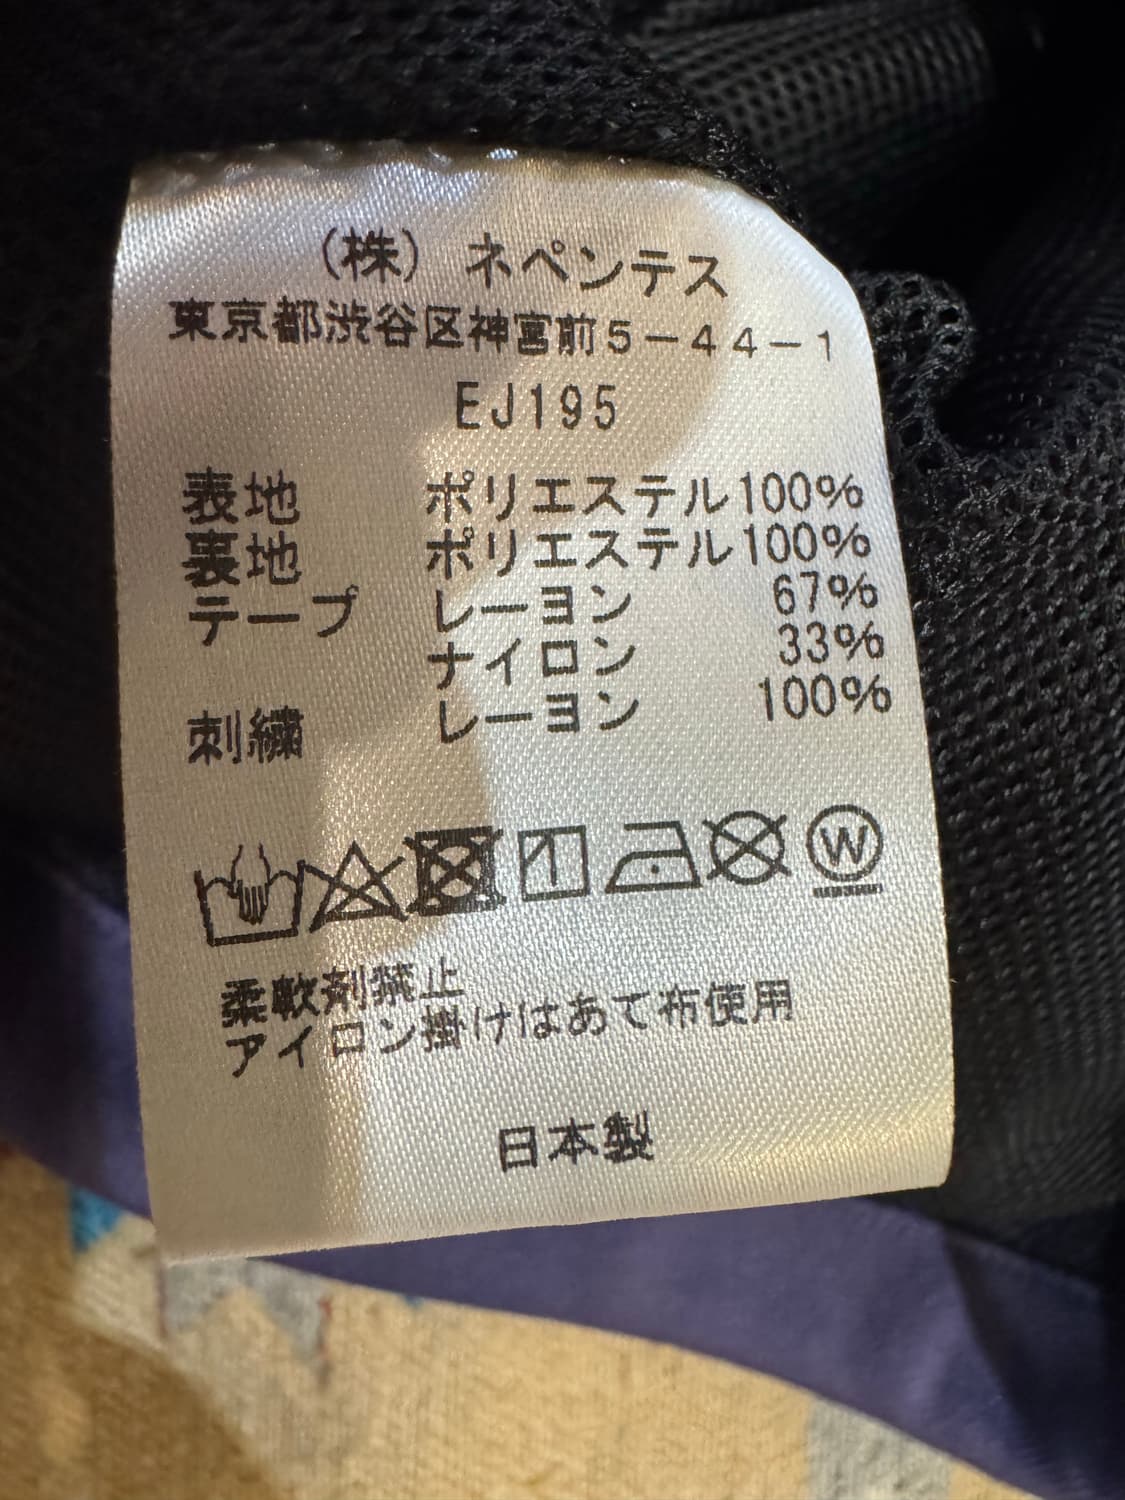 （株）ネペンテス
東京都渋谷区神宮前5－44－1
EJ195
表地 ポリエステル100%
裏地 ポリエステル100%
テープ レーヨン 67%
ナイロン 33%
刺繍 レーヨン 100%
W
柔軟剤禁止
アイロン掛けはあて布使用
日本製